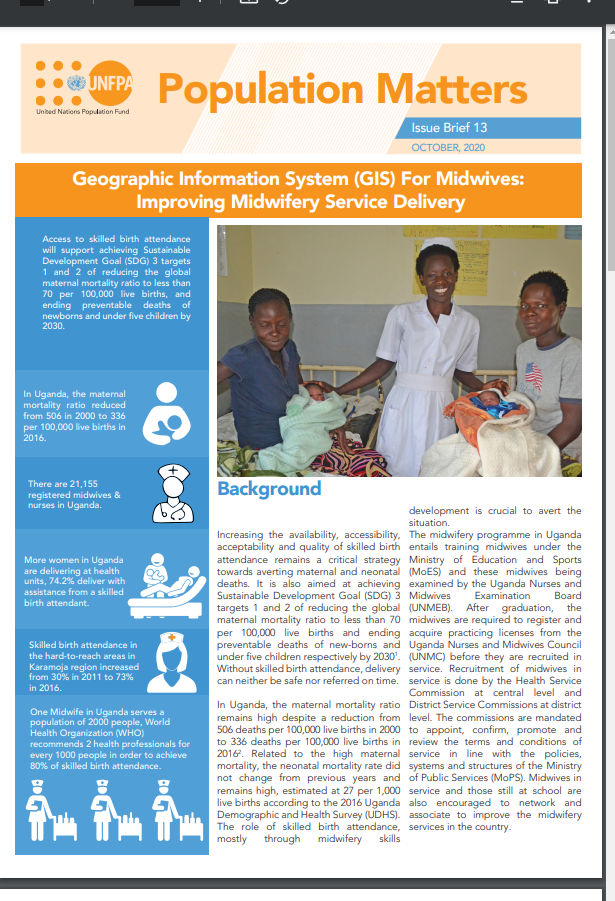 UNFPA
United Nations Population Fund
Population Matters
Issue Brief 13
OCTOBER, 2020
Geographic Information System (GIS) For Midwives:
Improving Midwifery Service Delivery
Access to skilled birth attendance
will support achieving Sustainable
Development Goal (SDG) 3 targets
1 and 2 of reducing the global
maternal mortality ratio to less than
70 per 100,000 live births, and
ending preventable deaths of
newborns and under five children by
2030.
In Uganda, the maternal
mortality ratio reduced
from 506 in 2000 to 336
per 100,000 live births in
2016.
There are 21,155
registered midwives &
nurses in Uganda.
More women in Uganda
are delivering at health
units, 74.2% deliver with
assistance from a skilled
birth attendant.
Skilled birth attendance in
the hard-to-reach areas in
Karamoja region increased
from 30% in 2011 to 73%
in 2016.
One Midwife in Uganda serves a
population of 2000 people, World
Health Organization (WHO)
recommends 2 health professionals for
every 1000 people in order to achieve
80% of skilled birth attendance.
Background
Increasing the availability, accessibility,
acceptability and quality of skilled birth
attendance remains a critical strategy
towards averting maternal and neonatal
deaths. It is also aimed at achieving
Sustainable Development Goal (SDG) 3
targets 1 and 2 of reducing the global
maternal mortality ratio to less than 70
per 100,000 live births and ending
preventable deaths of new-borns and
under five children respectively by 2030¹.
Without skilled birth attendance, delivery
can neither be safe nor referred on time.
In Uganda, the maternal mortality ratio
remains high despite a reduction from
506 deaths per 100,000 live births in 2000
to 336 deaths per 100,000 live births in
2016². Related to the high maternal
mortality, the neonatal mortality rate did
not change from previous years and
remains high, estimated at 27 per 1,000
live births according to the 2016 Uganda
Demographic and Health Survey (UDHS).
The role of skilled birth attendance,
mostly through midwifery skills
development is crucial to avert the
situation.
The midwifery programme in Uganda
entails training midwives under the
Ministry of Education and Sports
(MoES) and these midwives being
examined by the Uganda Nurses and
Midwives Examination Board
(UNMEB). After graduation, the
midwives are required to register and
acquire practicing licenses from the
Uganda Nurses and Midwives Council
(UNMC) before they are recruited in
service. Recruitment of midwives in
service is done by the Health Service
Commission at central level and
District Service Commissions at district
level. The commissions are mandated
to appoint, confirm, promote and
review the terms and conditions of
service in line with the policies,
systems and structures of the Ministry
of Public Services (MoPS). Midwives in
service and those still at school are
also encouraged to network and
associate to improve the midwifery
services in the country.